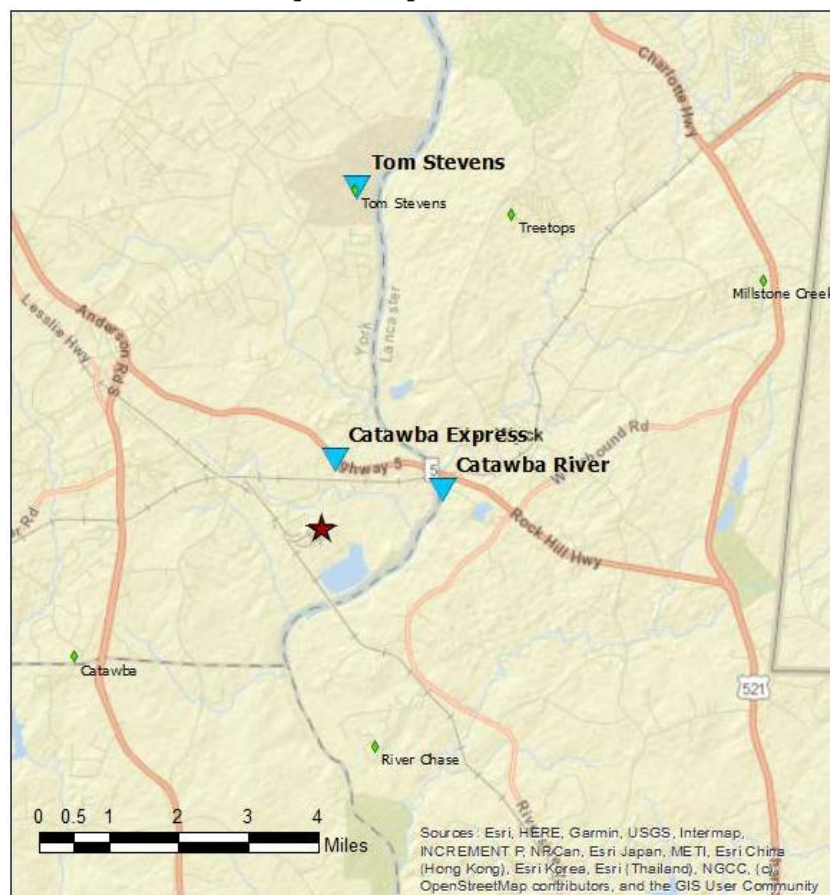 Charlotte Hwy
Tom Stevens
Tom Stevens
Treetops
Millstone Creek
Lesslie Hwy
Anderson Rd S
York
Lancaster
Catawba Express
Rd
ighway 5
5
Catawba River
Rock Hill Hwy
Rd
Catawba
521
River Chase
0 0.5 1 2 3 4
Miles
Sources: Esri, HERE, Garmin, USGS, Intermap,
INCREMENT P, NRCan, Esri Japan, METI, Esri China
(Hong Kong), Esri Korea, Esri (Thailand), NGCC, (c)
OpenStreetMap contributors, and the GIS User Community